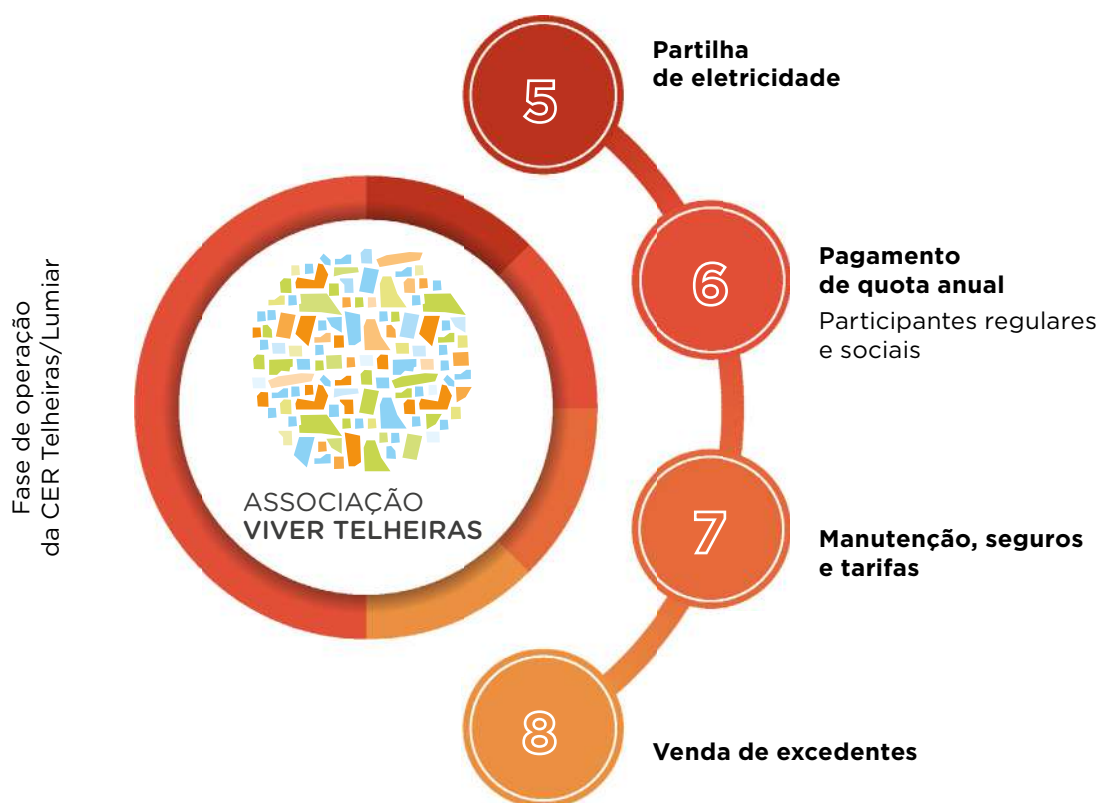 Fase de operação
da CER Telheiras/Lumiar
ASSOCIAÇÃO
VIVER TELHEIRAS
5
Partilha
de eletricidade
6
Pagamento
de quota anual
Participantes regulares
e sociais
7
Manutenção, seguros
e tarifas
8
Venda de excedentes